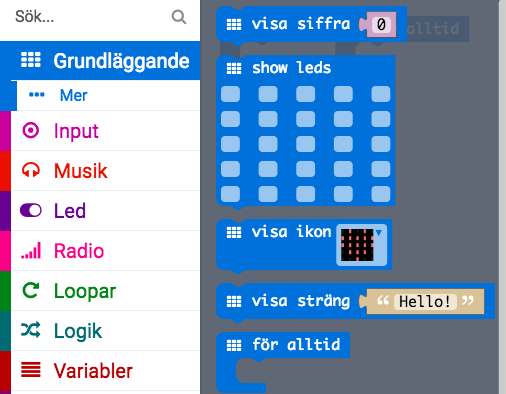 Sök...
Grundläggande
Mer
Input
Musik
Led
Radio
Loopar
Logik
Variabler
visa siffra 0
show leds
visa ikon
visa sträng “ Hello! ”
för alltid
alltid